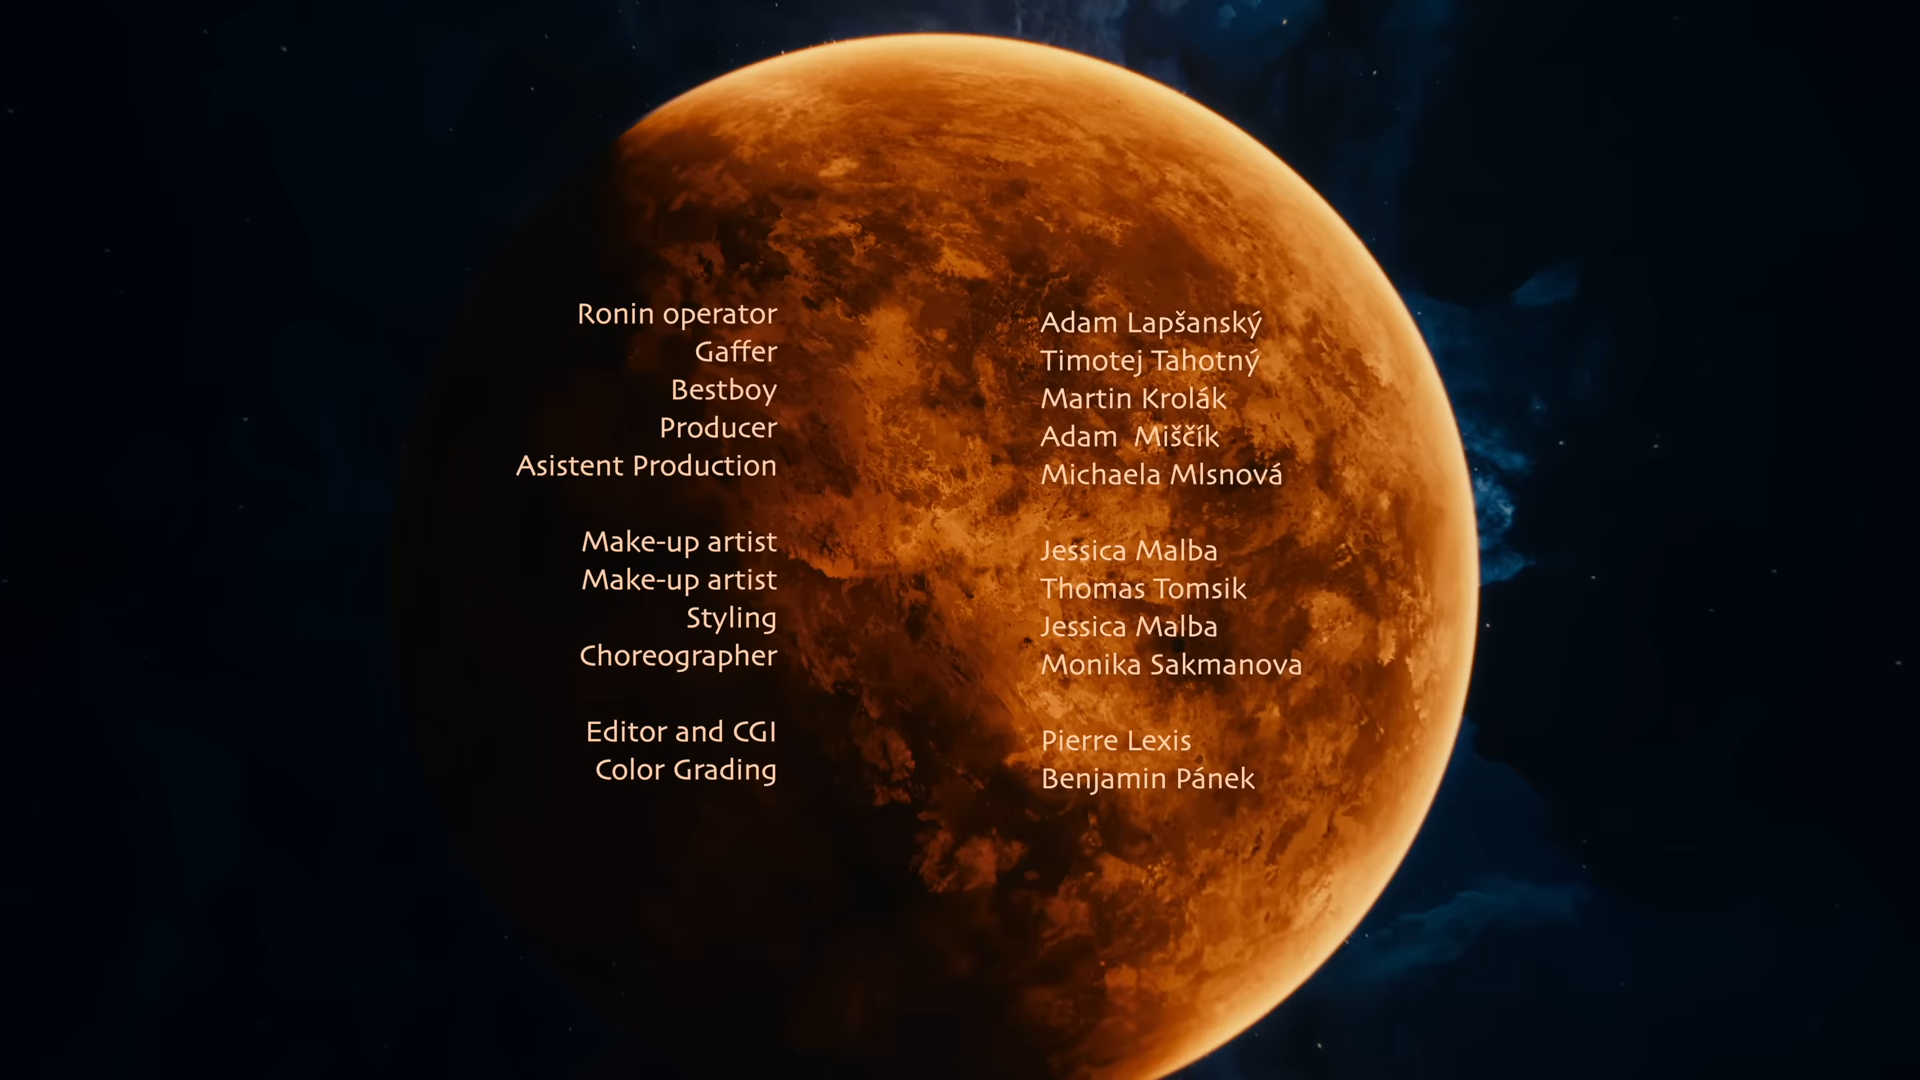 Ronin operator Adam Lapšanský
Gaffer Timotej Tahotný
Bestboy Martin Krolák
Producer Adam  Miščík
Asistent Production Michaela Mlsnová
Make-up artist Jessica Malba
Make-up artist Thomas Tomsik
Styling Jessica Malba
Choreographer Monika Sakmanova
Editor and CGI Pierre Lexis
Color Grading Benjamin Pánek